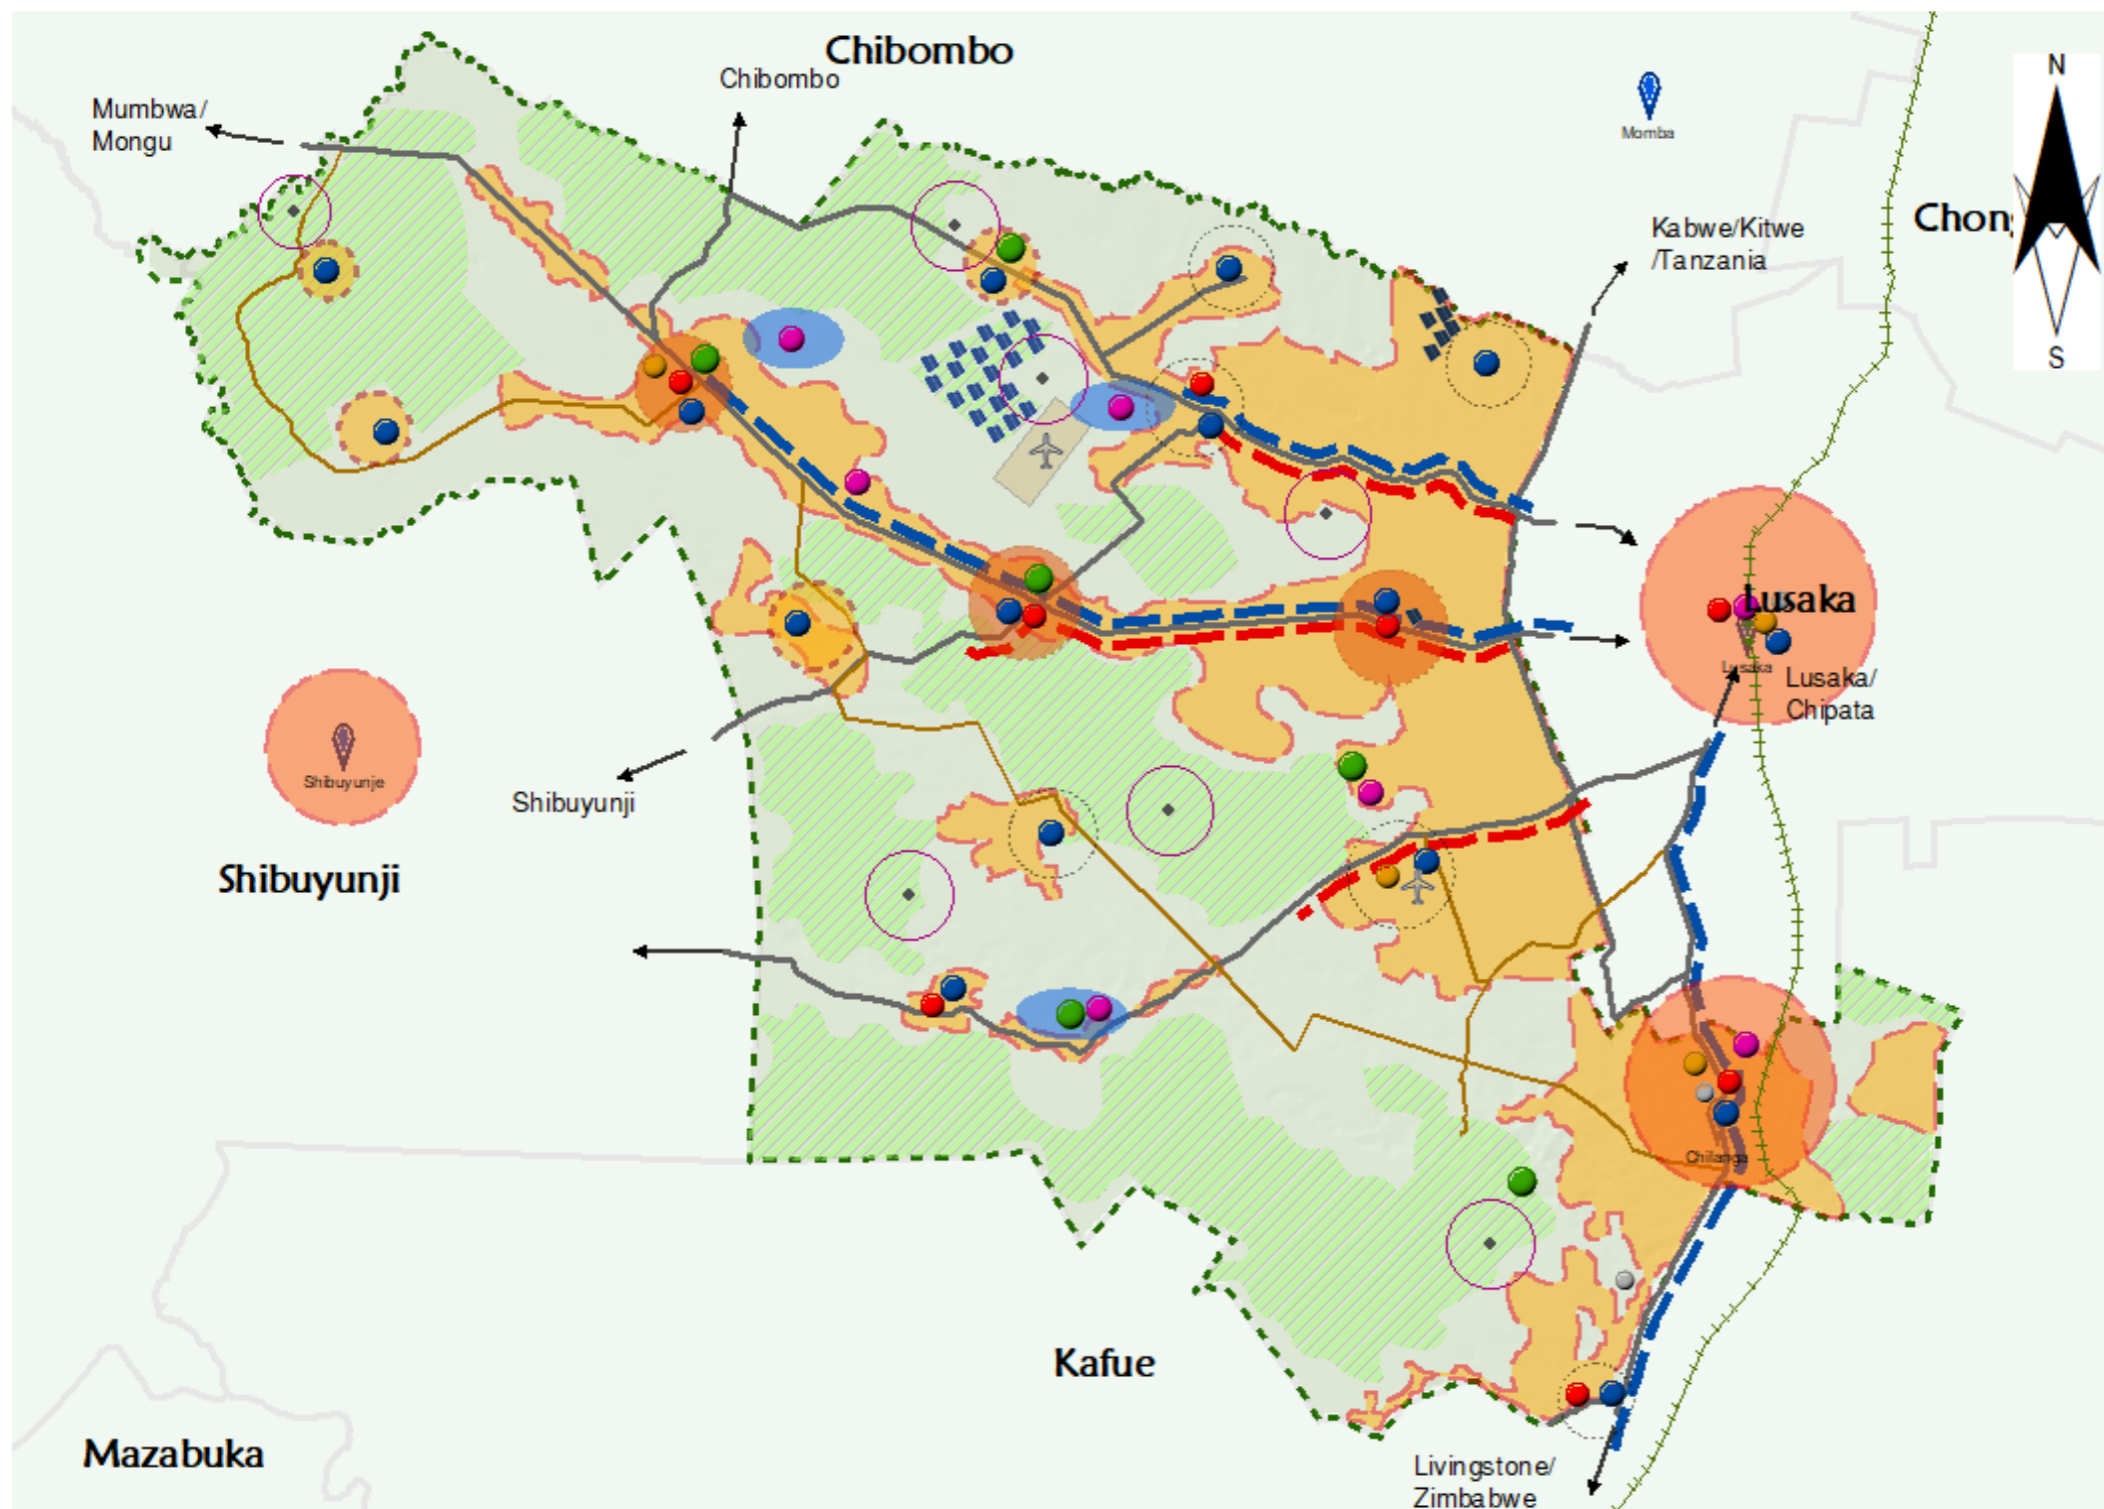 Chibombo
Chibombo
Mumbwa/
Mongu
Momba
N
S
Kabwe/Kitwe
/Tanzania
Lusaka
Lusaka
Lusaka/
Chipata
Shibuyunje
Shibuyunji
Shibuyunji
Chilanga
Kafue
Mazabuka
Livingstone/
Zimbabwe